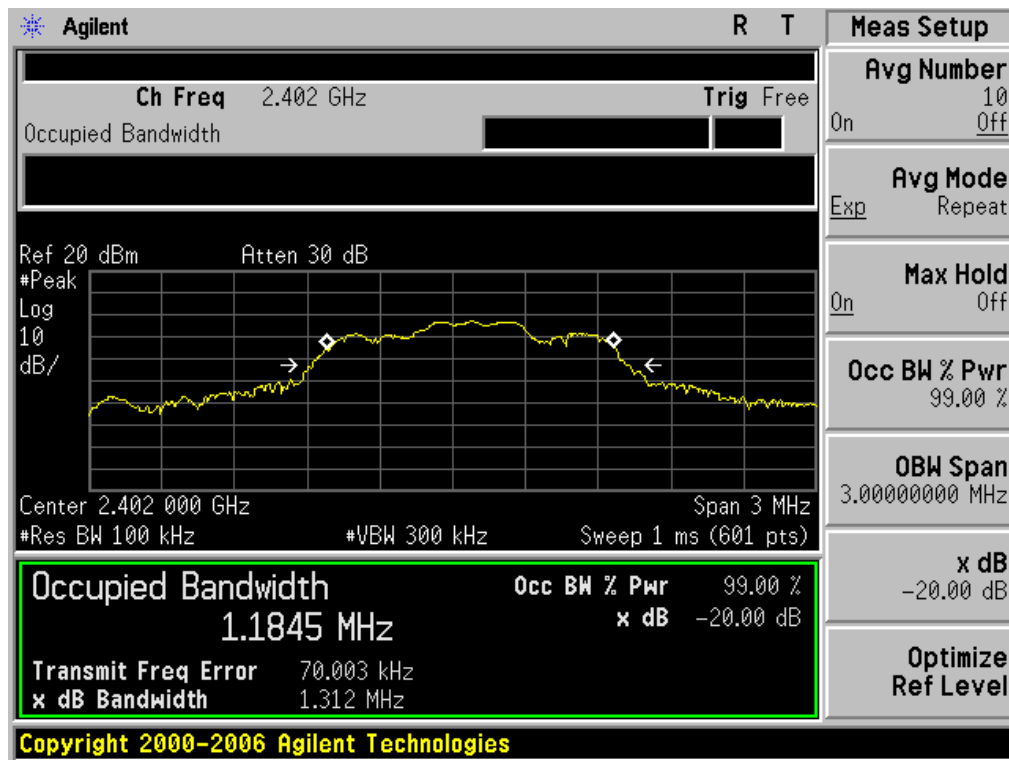 Agilent R T
Ch Freq 2.402 GHz Trig Free
Occupied Bandwidth
Ref 20 dBm Atten 30 dB
#Peak
Log
10
dB/
Center 2.402 000 GHz Span 3 MHz
#Res BW 100 kHz #VBW 300 kHz Sweep 1 ms (601 pts)
Occupied Bandwidth Occ BW % Pwr 99.00 %
1.1845 MHz x dB -20.00 dB
Transmit Freq Error 70.003 kHz
x dB Bandwidth 1.312 MHz
Copyright 2000-2006 Agilent Technologies
Meas Setup
Avg Number
10
On Off
Avg Mode
Exp Repeat
Max Hold
On Off
Occ BW % Pwr
99.00 %
OBW Span
3.00000000 MHz
x dB
-20.00 dB
Optimize
Ref Level